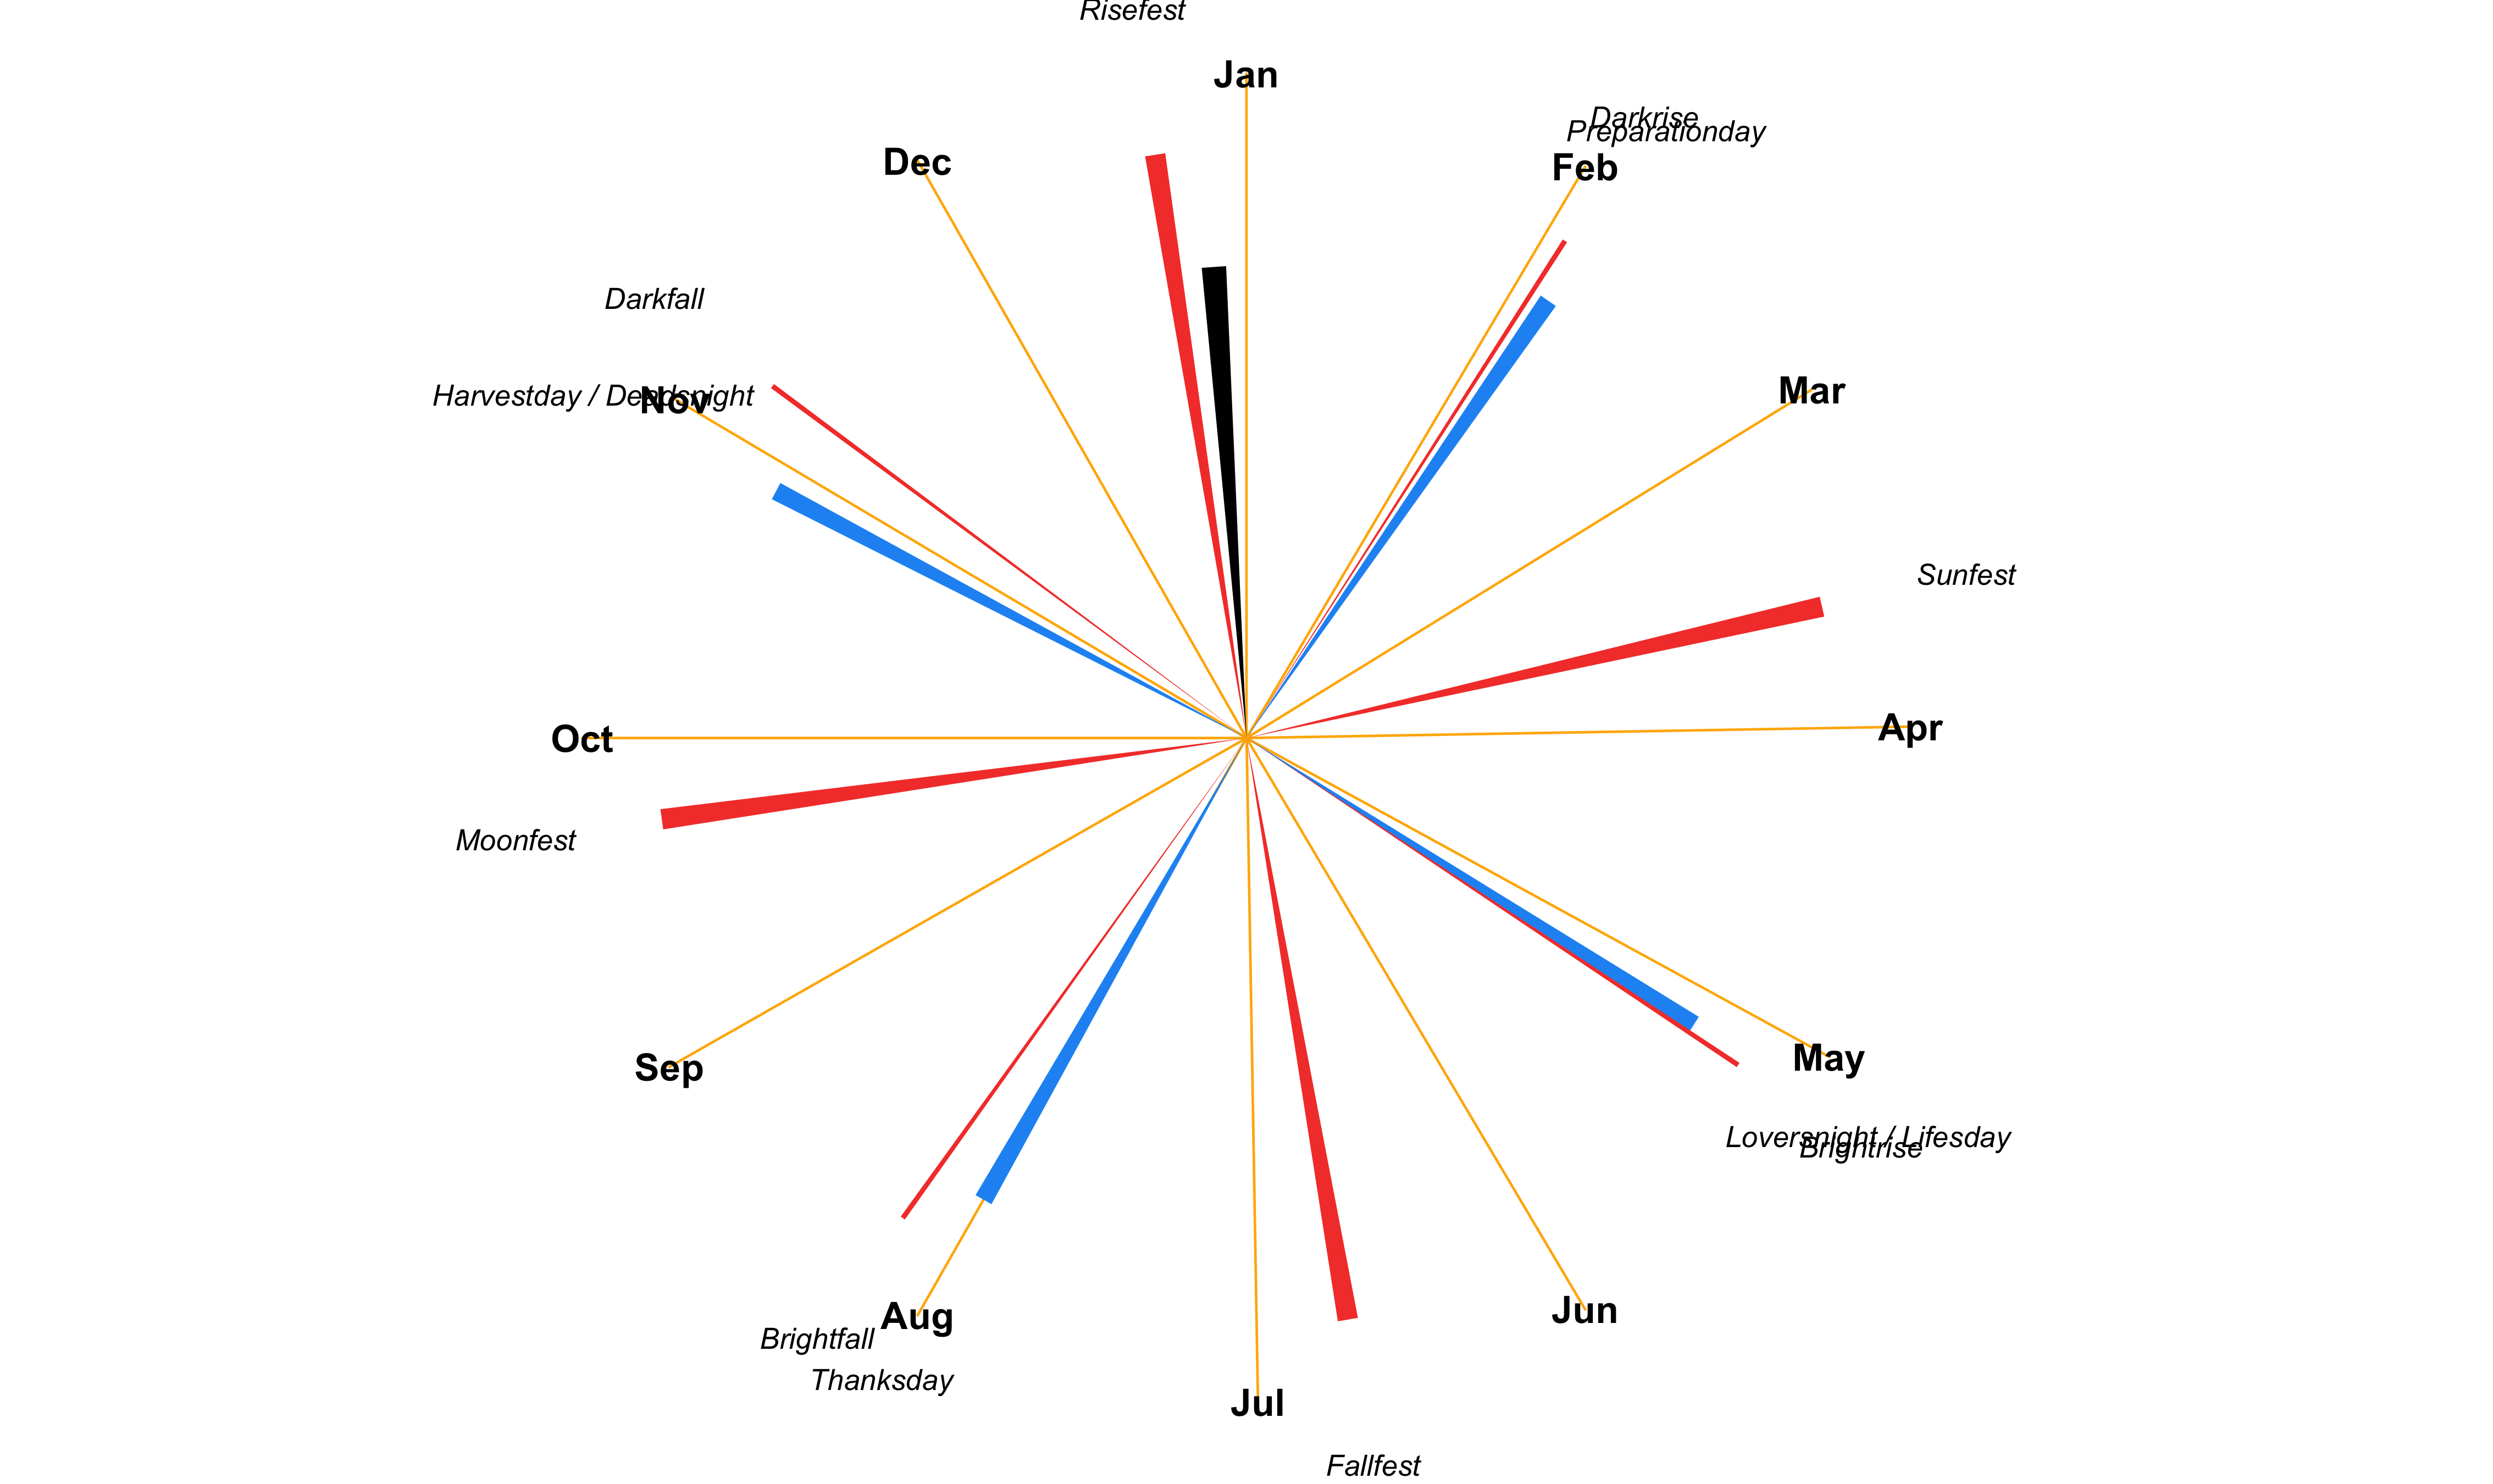 Risefest
Jan
Darkrise
Preparationday
Dec
Feb
Darkfall
Mar
Harvestday / Deadsnight
Nov
Sunfest
Apr
Oct
Moonfest
May
Sep
Loversnight / Lifesday
Brightrise
Jun
Aug
Brightfall
Thanksday
Jul
Fallfest